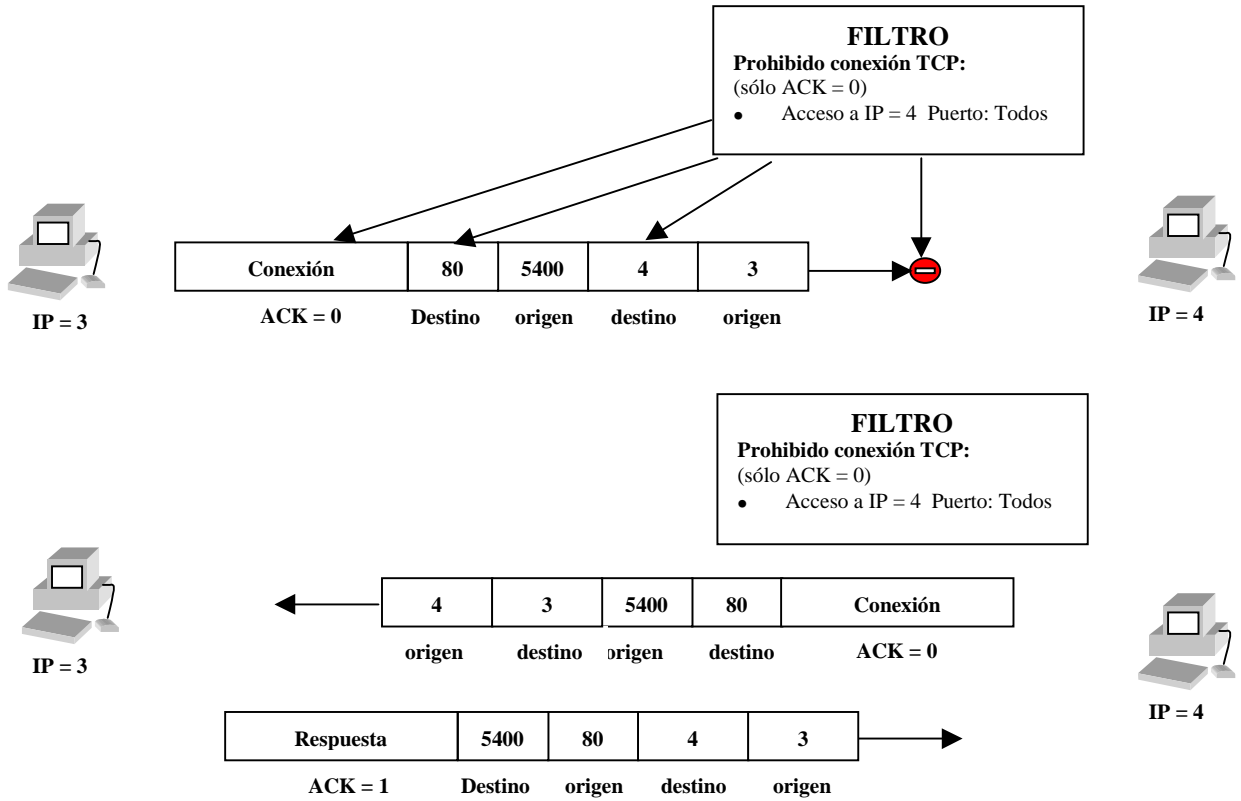 FILTRO
Prohibido conexión TCP:
(sólo ACK = 0)
• Acceso a IP = 4 Puerto: Todos
Conexión 80 5400 4 3
ACK = 0 Destino origen destino origen
IP = 3
IP = 4
FILTRO
Prohibido conexión TCP:
(sólo ACK = 0)
• Acceso a IP = 4 Puerto: Todos
4 3 5400 80 Conexión
origen destino origen destino ACK = 0
IP = 3
IP = 4
Respuesta 5400 80 4 3
ACK = 1 Destino origen destino origen